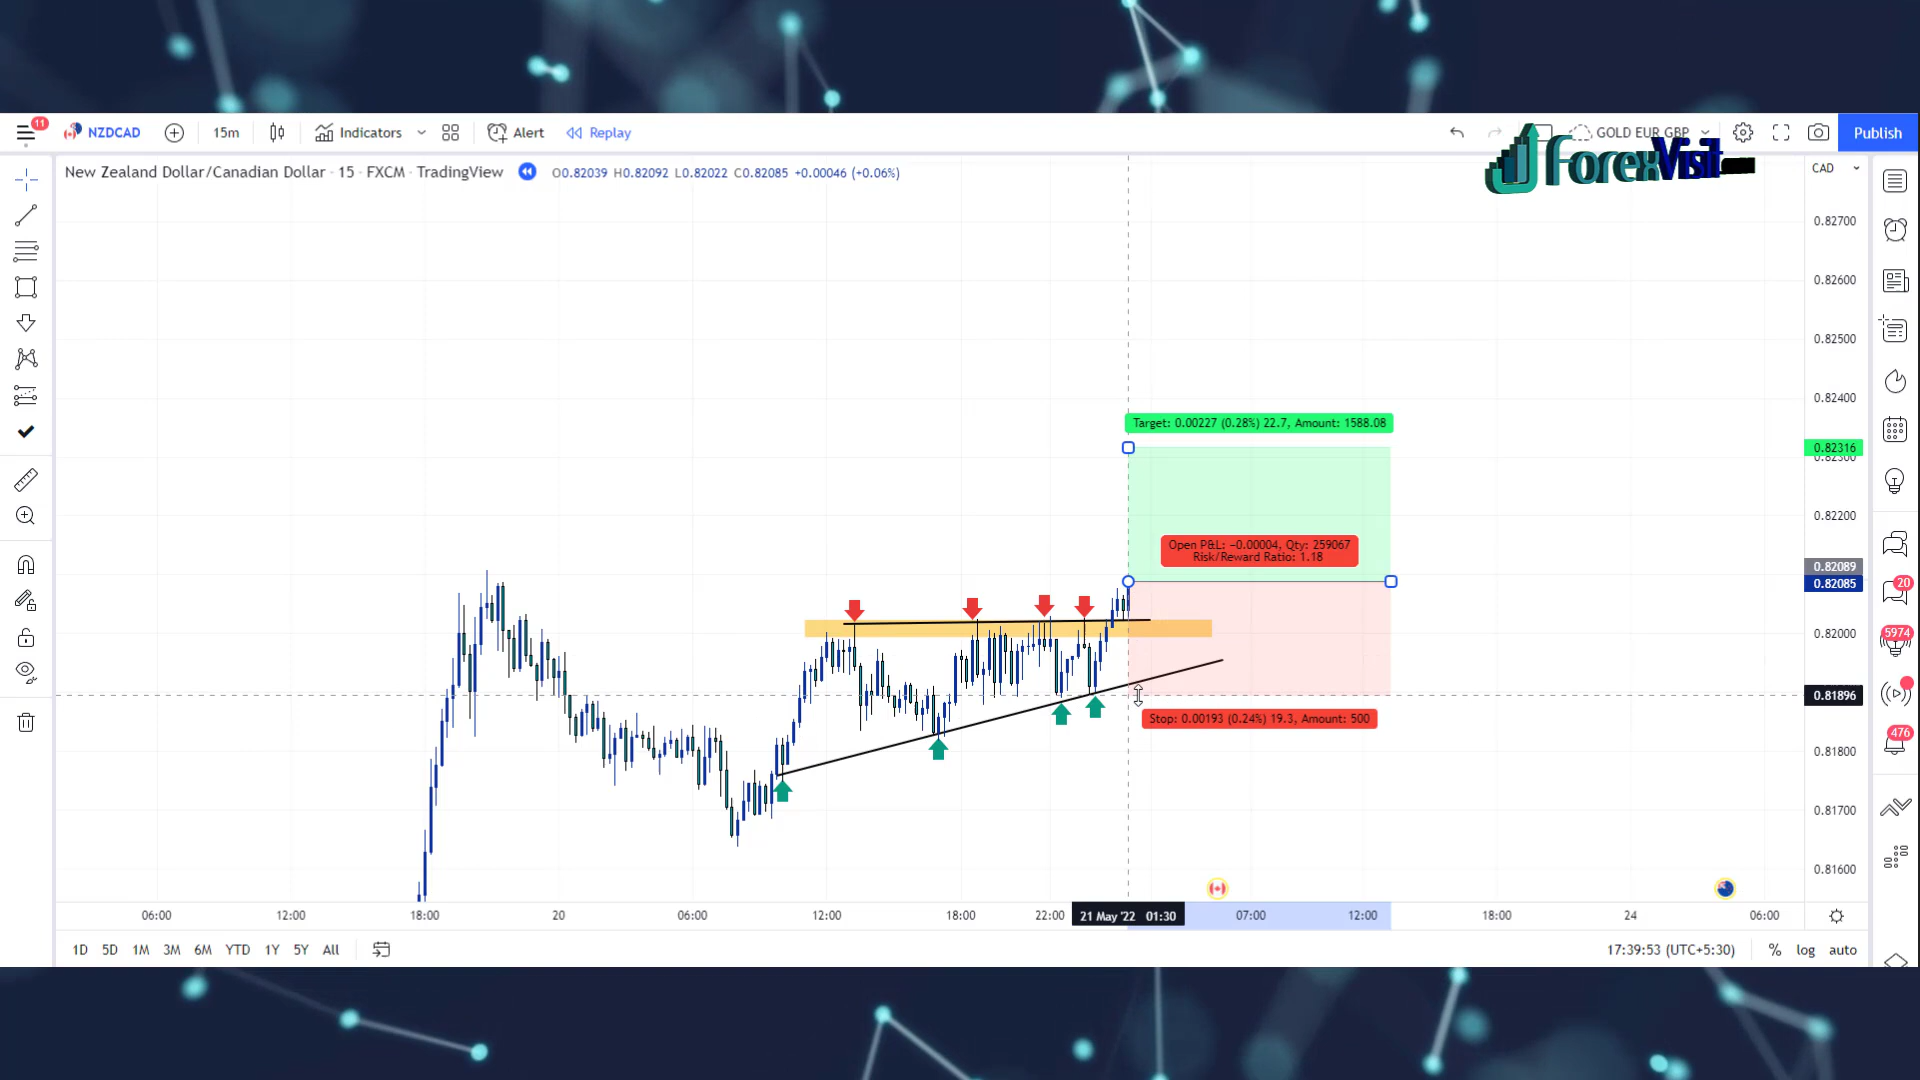 11
NZDCAD
15m
Indicators
Alert
Replay
GOLD EUR GBP
Publish
New Zealand Dollar/Canadian Dollar · 15 · FXCM · TradingView
O0.82039 H0.82092 L0.82022 C0.82085 +0.00046 (+0.06%)
ForexVisit
CAD
0.82700
0.82600
0.82500
0.82400
Target: 0.00227 (0.28%) 22.7, Amount: 1588.08
0.82316
0.82300
0.82200
Open P&L: −0.00004, Qty: 259067
Risk/Reward Ratio: 1.18
0.82089
0.82085
20
0.82000
5974
0.81896
Stop: 0.00193 (0.24%) 19.3, Amount: 500
476
0.81800
0.81700
0.81600
06:00
12:00
18:00
20
06:00
12:00
18:00
22:00
21 May '22 01:30
07:00
12:00
18:00
24
06:00
1D
5D
1M
3M
6M
YTD
1Y
5Y
All
17:39:53 (UTC+5:30)
%
log
auto